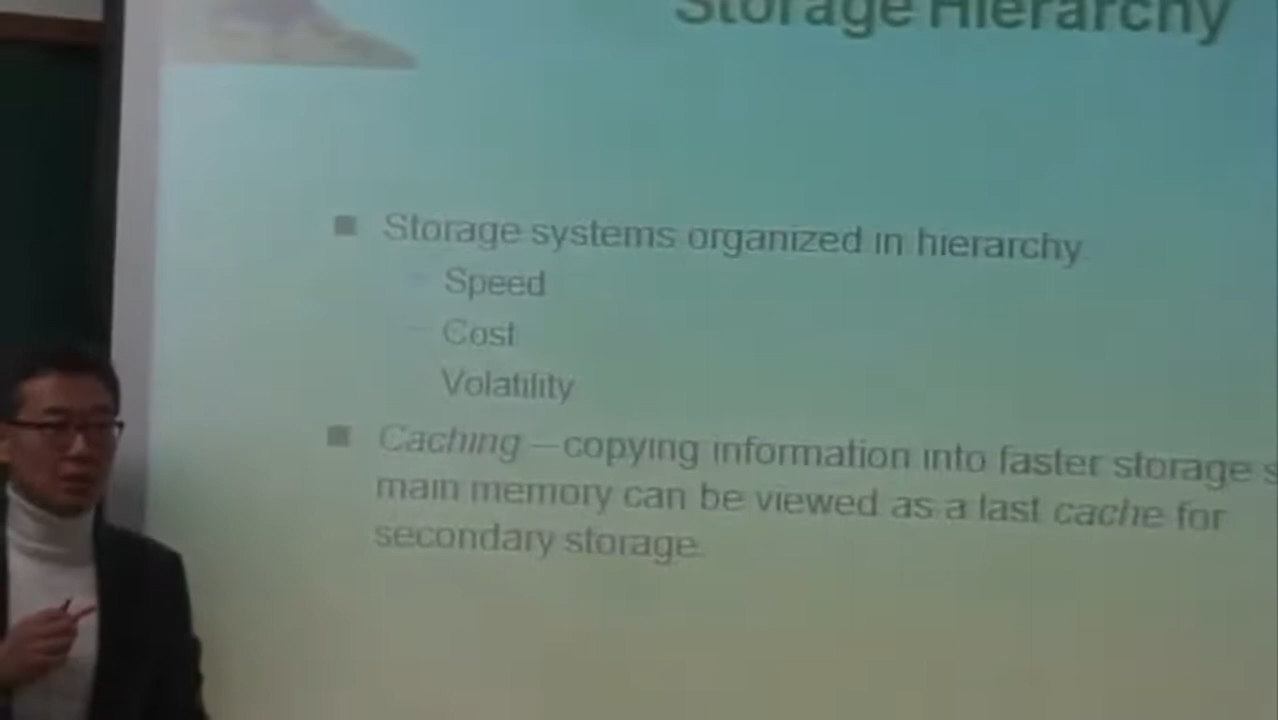 Storage Hierarchy
Storage systems organized in hierarchy
Speed
Cost
Volatility
Caching – copying information into faster storage
main memory can be viewed as a last cache for
secondary storage.